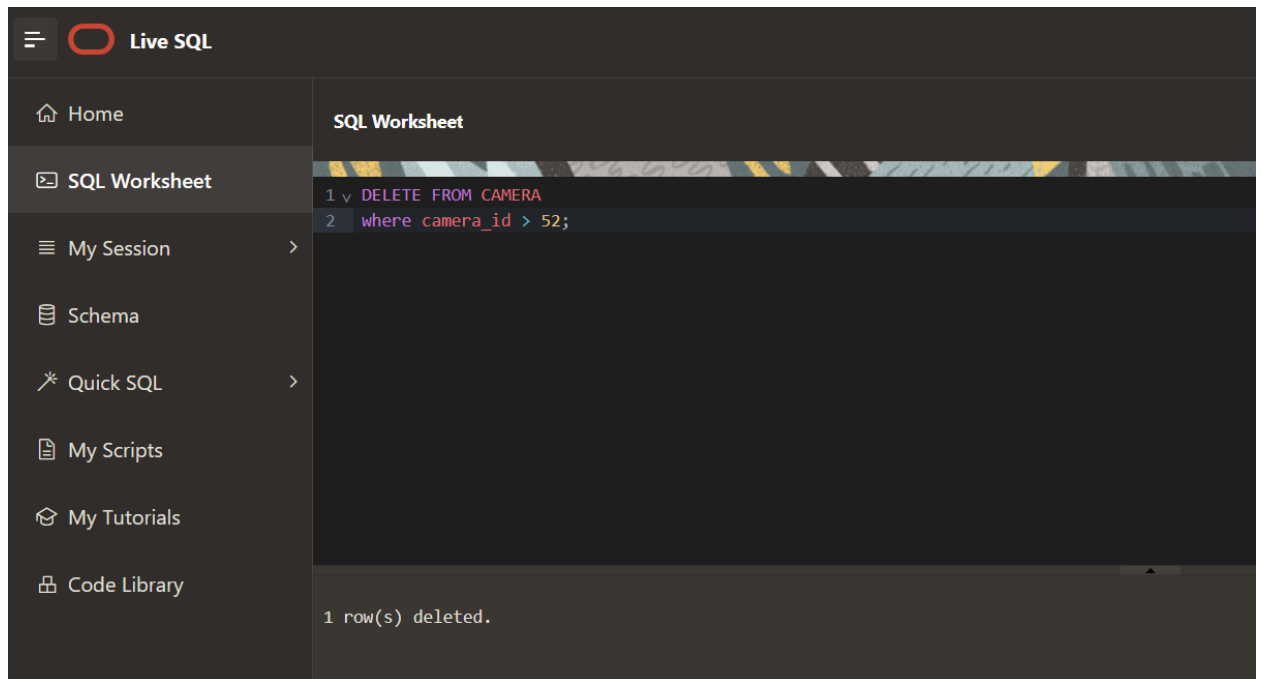 Live SQL
Home
SQL Worksheet
My Session
Schema
Quick SQL
My Scripts
My Tutorials
Code Library
SQL Worksheet
1 DELETE FROM CAMERA
2 where camera_id > 52;
1 row(s) deleted.